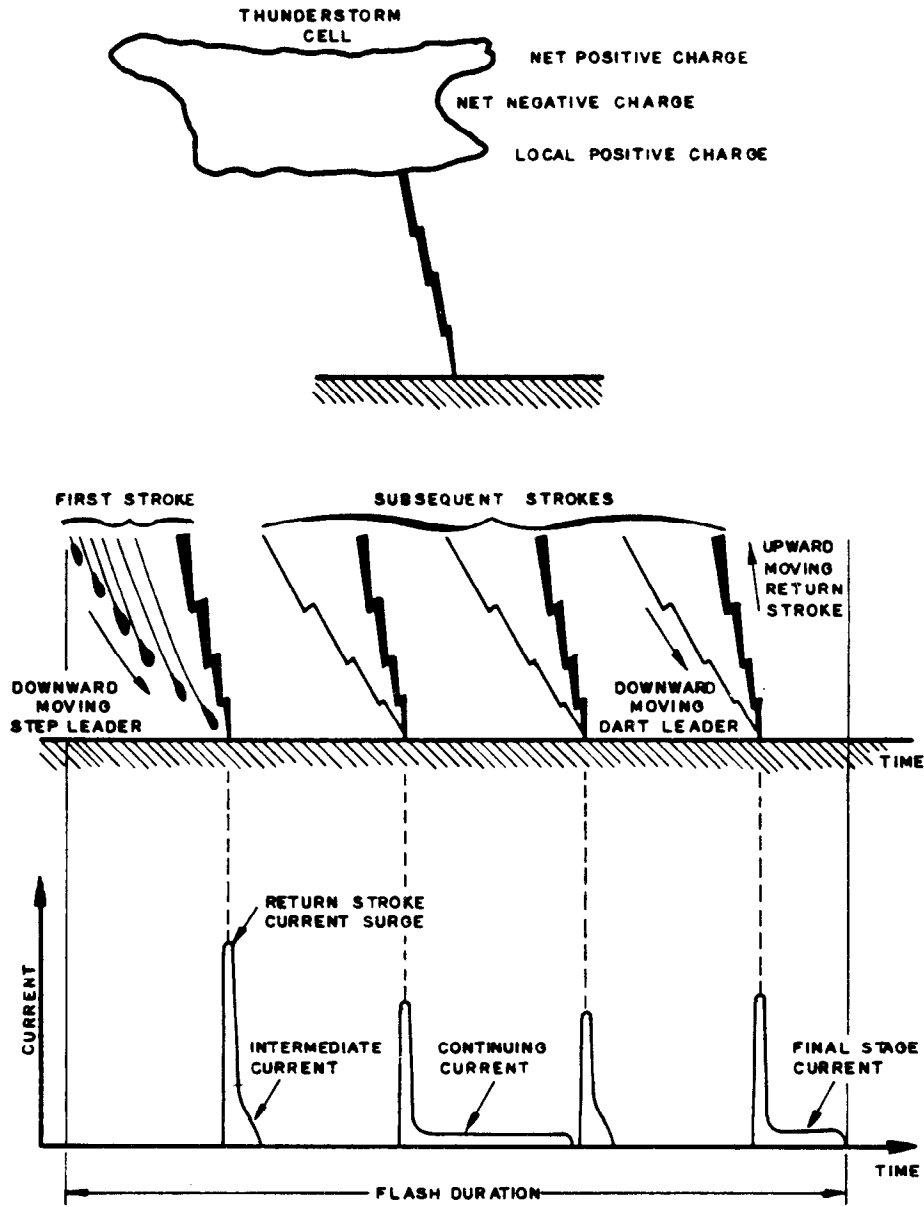 THUNDERSTORM
CELL
NET POSITIVE CHARGE
NET NEGATIVE CHARGE
LOCAL POSITIVE CHARGE
FIRST STROKE
SUBSEQUENT STROKES
UPWARD
MOVING
RETURN
STROKE
DOWNWARD
MOVING
STEP LEADER
DOWNWARD
MOVING
DART LEADER
TIME
RETURN STROKE
CURRENT SURGE
CURRENT
INTERMEDIATE
CURRENT
CONTINUING
CURRENT
FINAL STAGE
CURRENT
TIME
FLASH DURATION